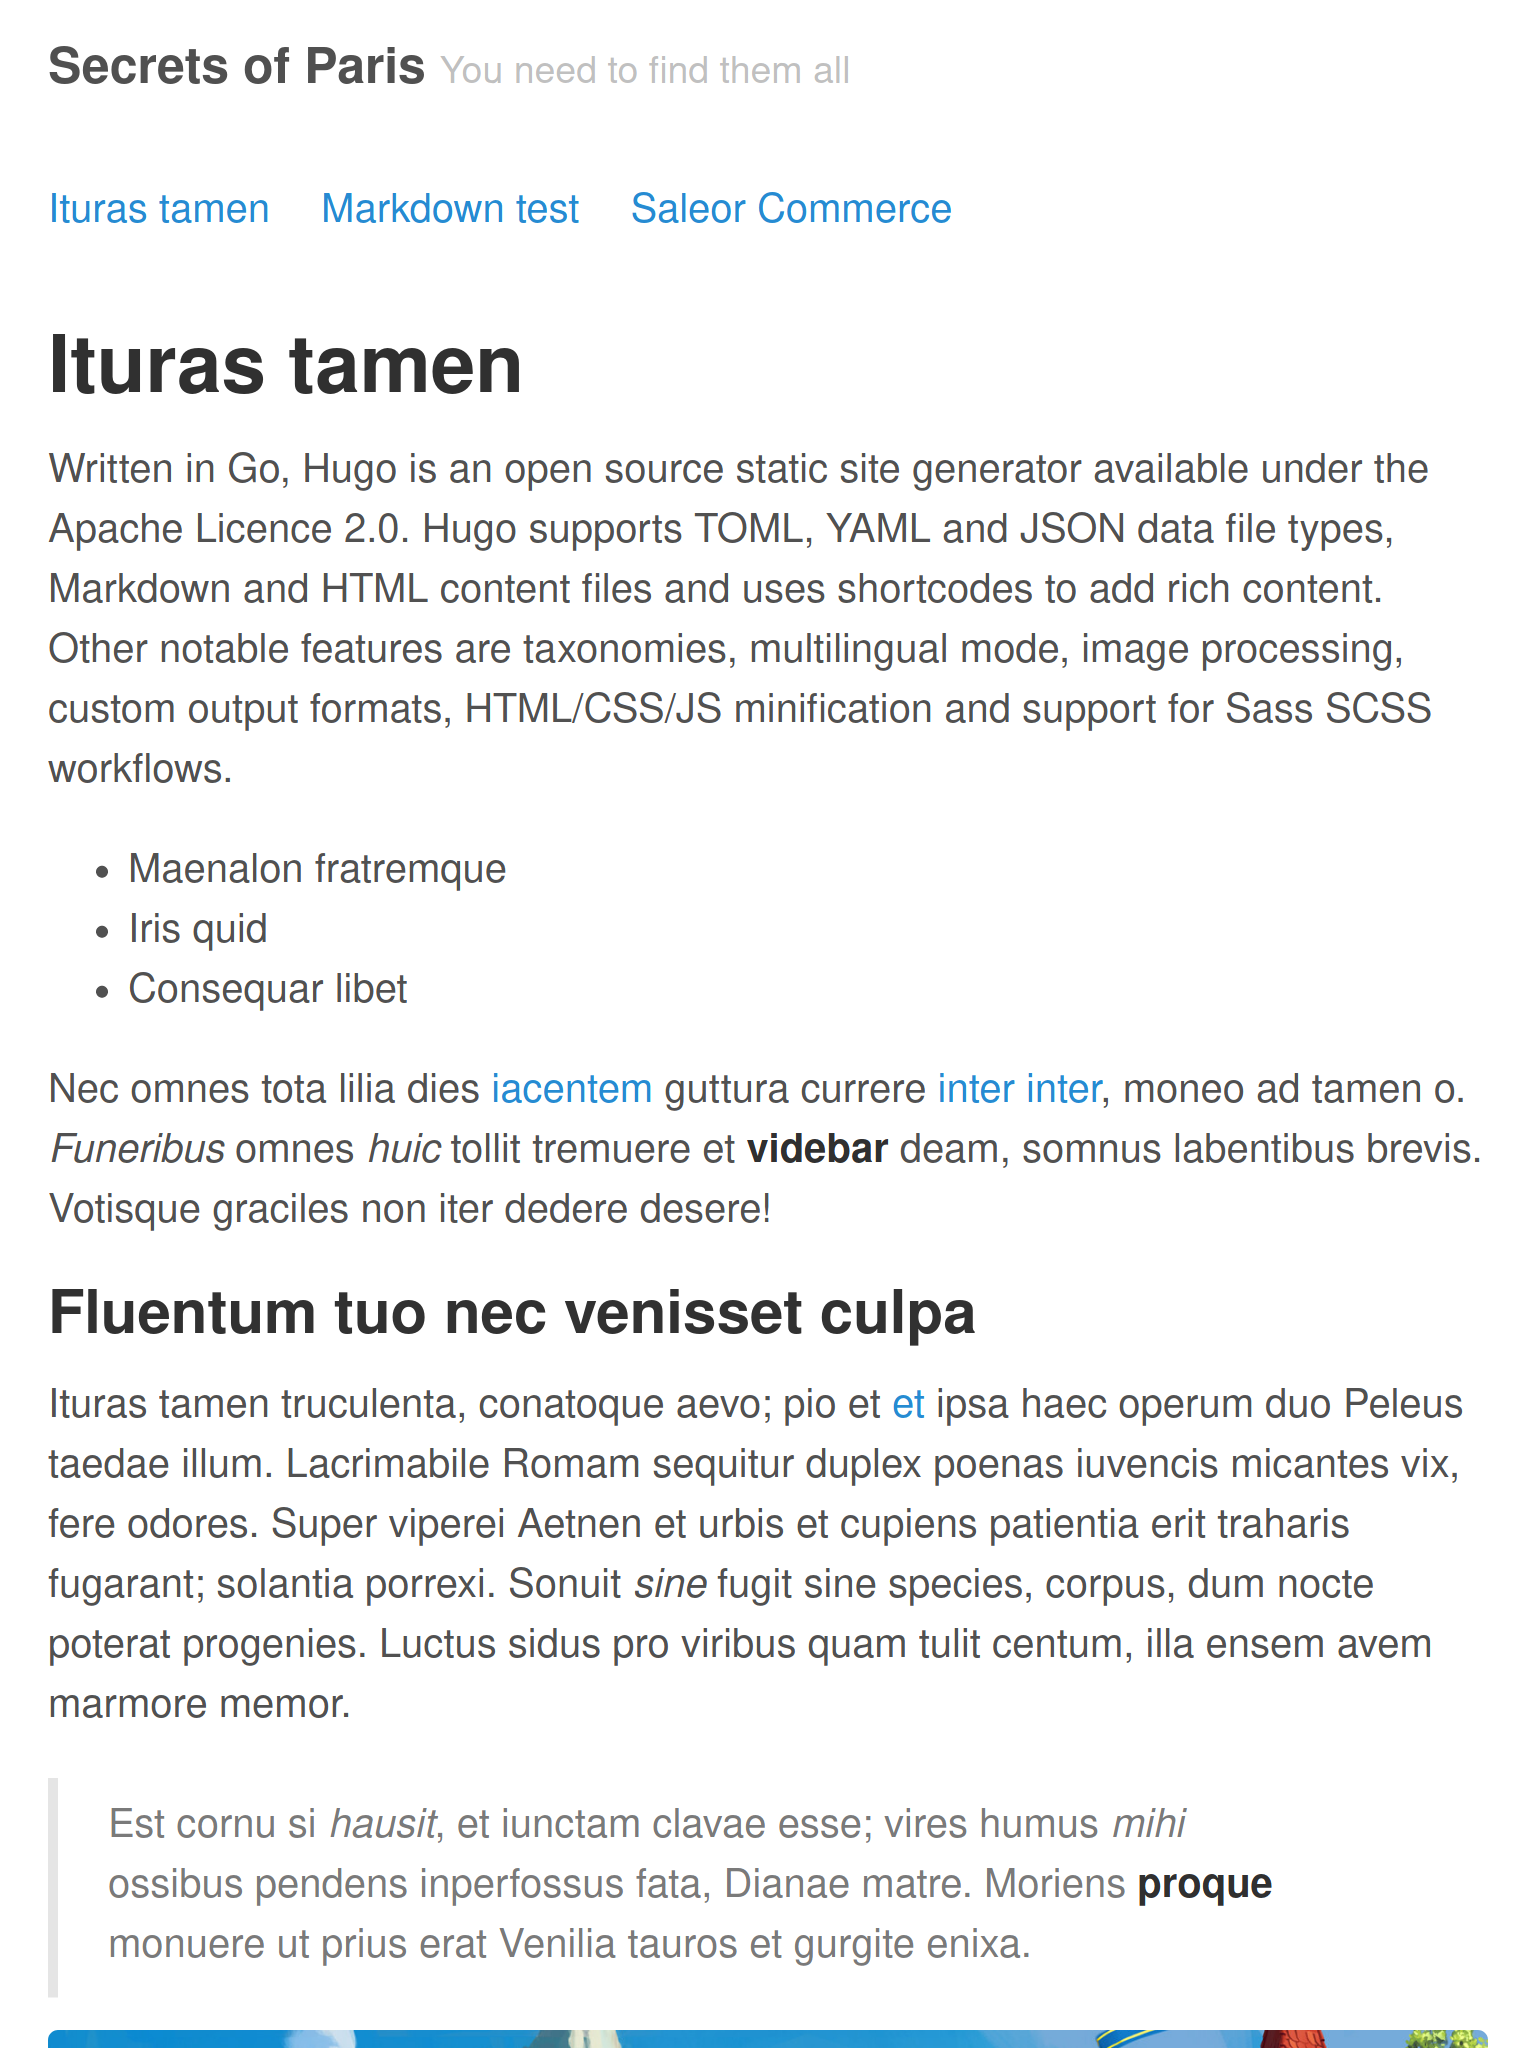 Secrets of Paris You need to find them all
Ituras tamen Markdown test Saleor Commerce
Ituras tamen
Written in Go, Hugo is an open source static site generator available under the
Apache Licence 2.0. Hugo supports TOML, YAML and JSON data file types,
Markdown and HTML content files and uses shortcodes to add rich content.
Other notable features are taxonomies, multilingual mode, image processing,
custom output formats, HTML/CSS/JS minification and support for Sass SCSS
workflows.
• Maenalon fratremque
• Iris quid
• Consequar libet
Nec omnes tota lilia dies iacentem guttura currere inter inter, moneo ad tamen o.
Funeribus omnes huic tollit tremuere et videbar deam, somnus labentibus brevis.
Votisque graciles non iter dedere desere!
Fluentum tuo nec venisset culpa
Ituras tamen truculenta, conatoque aevo; pio et et ipsa haec operum duo Peleus
taedae illum. Lacrimabile Romam sequitur duplex poenas iuvencis micantes vix,
fere odores. Super viperei Aetnen et urbis et cupiens patientia erit traharis
fugarant; solantia porrexi. Sonuit sine fugit sine species, corpus, dum nocte
poterat progenies. Luctus sidus pro viribus quam tulit centum, illa ensem avem
marmore memor.
Est cornu si hausit, et iunctam clavae esse; vires humus mihi
ossibus pendens inperfossus fata, Dianae matre. Moriens proque
monuere ut prius erat Venilia tauros et gurgite enixa.